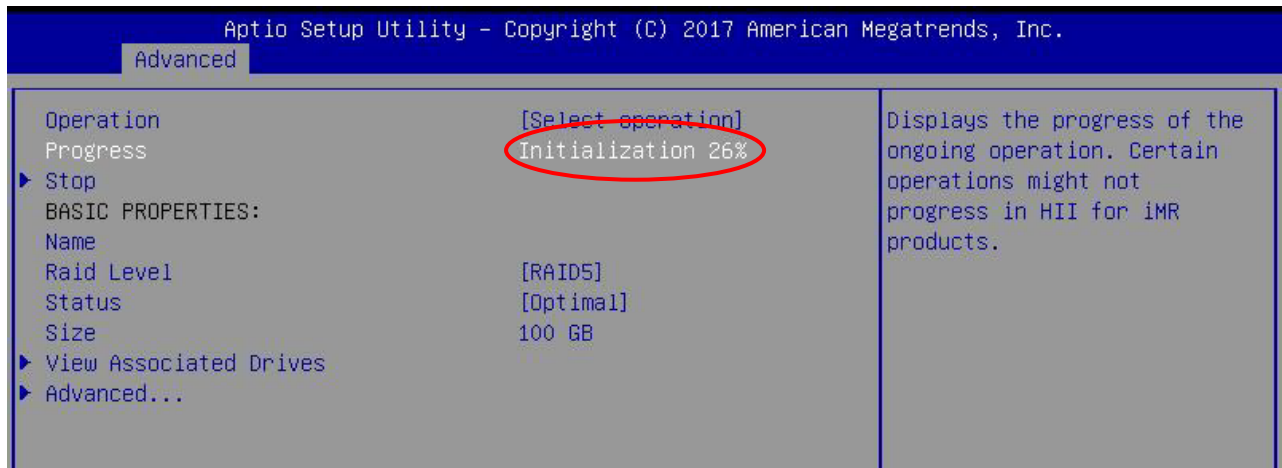 Aptio Setup Utility – Copyright (C) 2017 American Megatrends, Inc.
Advanced
Operation [Select operation]
Progress Initialization 26%
Stop
BASIC PROPERTIES:
Name
Raid Level [RAID5]
Status [Optimal]
Size 100 GB
View Associated Drives
Advanced...
Displays the progress of the
ongoing operation. Certain
operations might not
progress in HII for iMR
products.